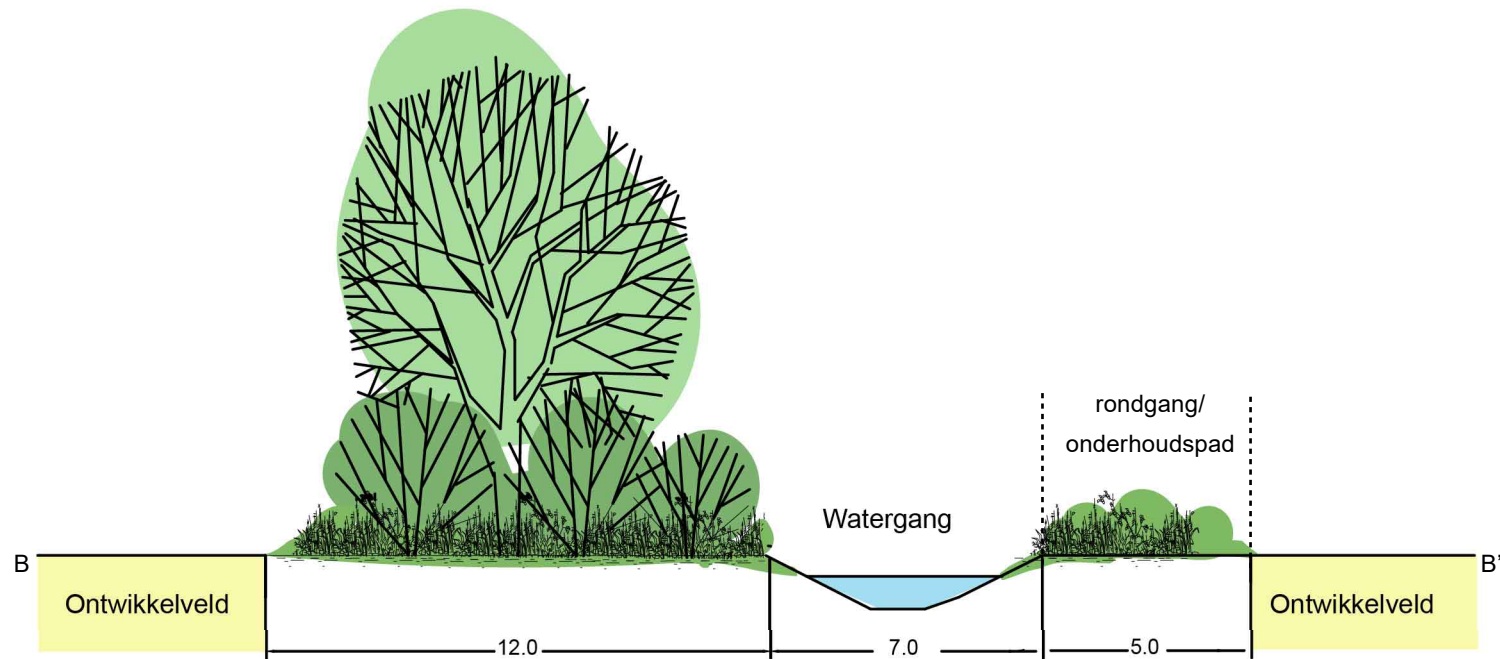 rondgang/
onderhoudspad
Watergang
B
B'
Ontwikkelveld
Ontwikkelveld
12.0
7.0
5.0